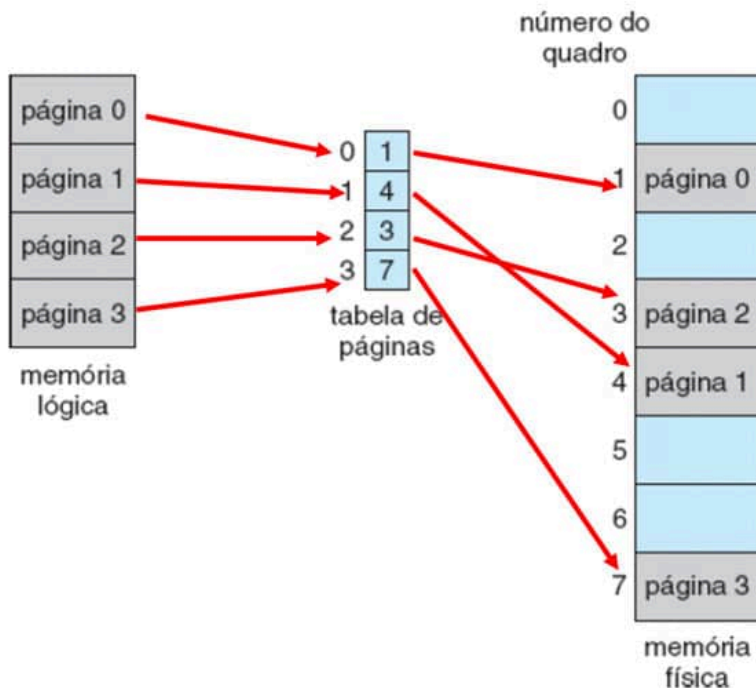 número do
quadro
página 0
página 1
página 2
página 3
memória
lógica
0 1
1 4
2 3
3 7
tabela de
páginas
0
1 página 0
2
3 página 2
4 página 1
5
6
7 página 3
memória
física